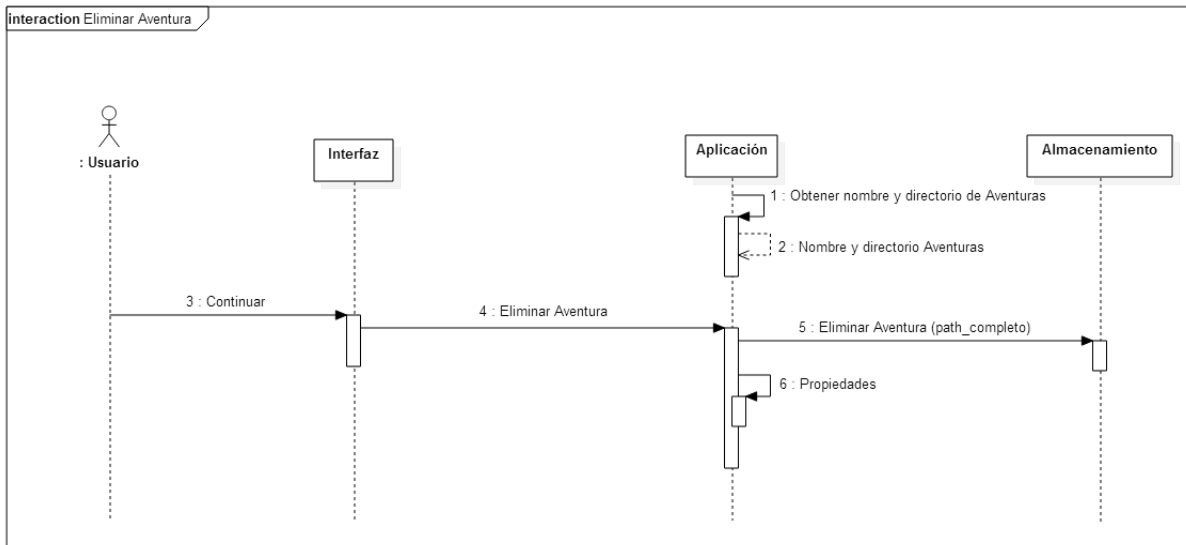 interaction Eliminar Aventura
: Usuario
Interfaz
Aplicación
Almacenamiento
1 : Obtener nombre y directorio de Aventuras
2 : Nombre y directorio Aventuras
3 : Continuar
4 : Eliminar Aventura
5 : Eliminar Aventura (path_completo)
6 : Propiedades